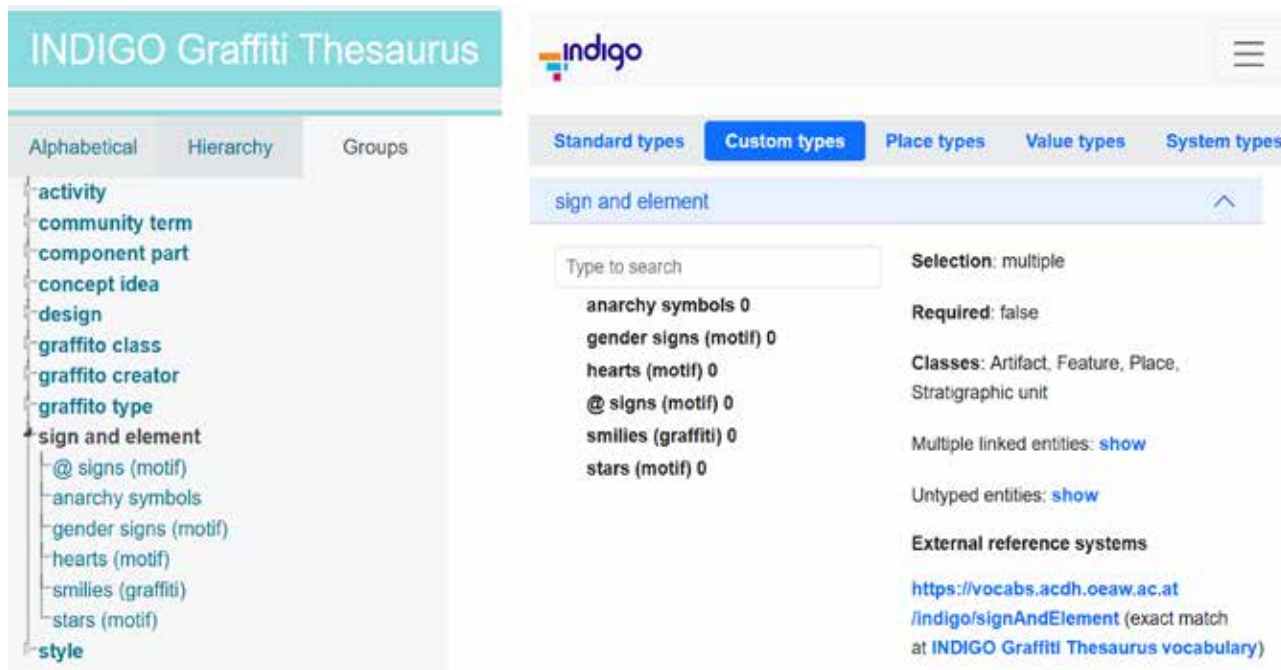 INDIGO Graffiti Thesaurus
Alphabetical Hierarchy Groups
activity
community term
component part
concept idea
design
graffito class
graffito creator
graffito type
sign and element
@ signs (motif)
anarchy symbols
gender signs (motif)
hearts (motif)
smilies (graffiti)
stars (motif)
style
indigo
Standard types Custom types Place types Value types System types
sign and element
Type to search
anarchy symbols 0
gender signs (motif) 0
hearts (motif) 0
@ signs (motif) 0
smilies (graffiti) 0
stars (motif) 0
Selection: multiple
Required: false
Classes: Artifact, Feature, Place,
Stratigraphic unit
Multiple linked entities: show
Untyped entities: show
External reference systems
https://vocabs.acdh.oeaw.ac.at
/indigo/signAndElement (exact match
at INDIGO Graffiti Thesaurus vocabulary)